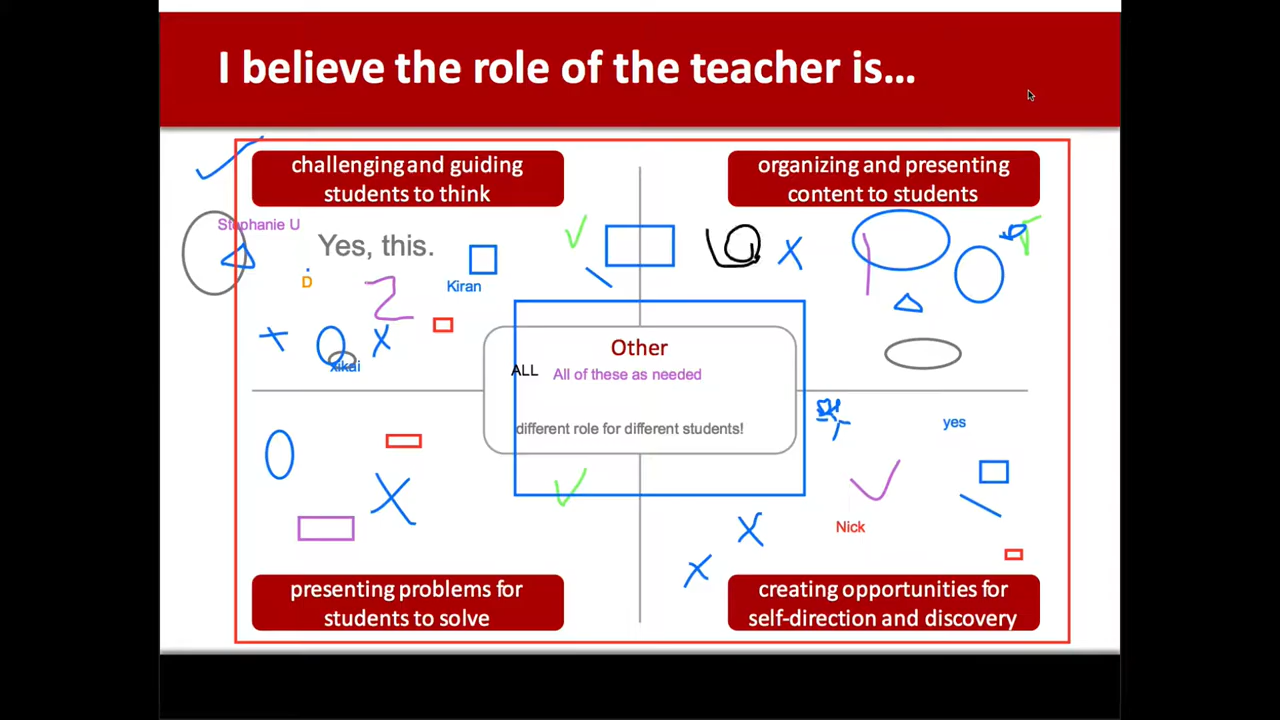 I believe the role of the teacher is...
challenging and guiding
students to think
organizing and presenting
content to students
Stephanie U
Yes, this.
D
Kiran
2
xikai
Other
ALL
All of these as needed
different role for different students!
yes
Nick
presenting problems for
students to solve
creating opportunities for
self-direction and discovery